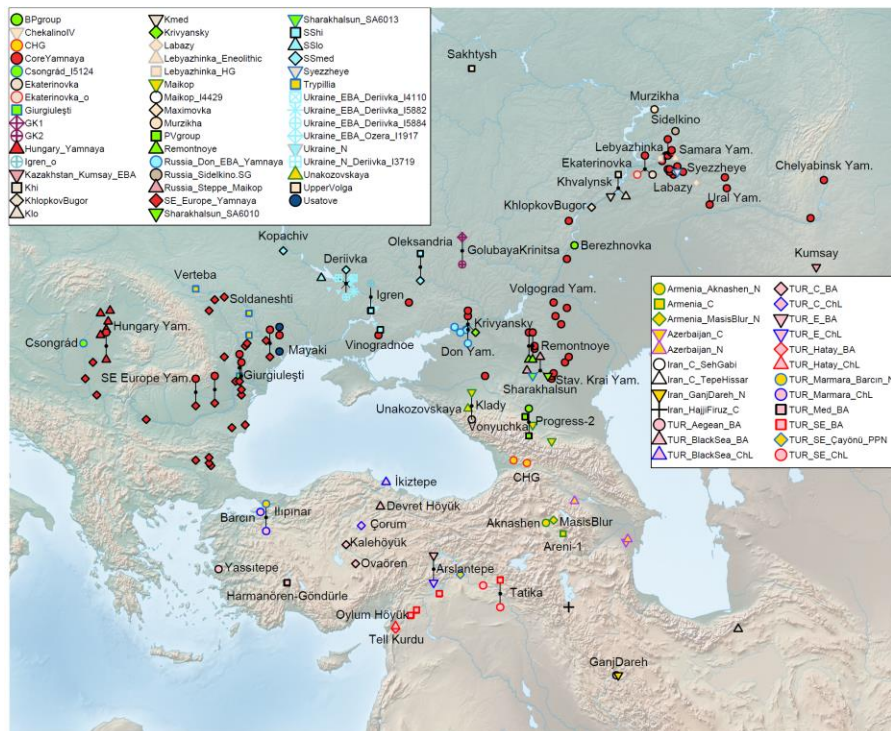 BPgroup
ChekalinoIV
CHG
CoreYamnaya
Csongrád_I5124
Ekaterinovka
Ekaterinovka_o
Giurgiuleşti
GK1
GK2
Hungary_Yamnaya
Igren_o
Kazakhstan_Kumsay_EBA
Khi
KhlopkovBugor
Klo
Kmed
Krivyansky
Labazy
Lebyazhinka_Eneolithic
Lebyazhinka_HG
Maikop
Maikop_I4429
Maximovka
Murzikha
PVgroup
Remontnoye
Russia_Don_EBA_Yamnaya
Russia_Sidelkino.SG
Russia_Steppe_Maikop
SE_Europe_Yamnaya
Sharakhalsun_SA6010
Sharakhalsun_SA6013
SShi
SSlo
SSmed
Syezzheye
Trypillia
Ukraine_EBA_Deriivka_I4110
Ukraine_EBA_Deriivka_I5882
Ukraine_EBA_Deriivka_I5884
Ukraine_EBA_Ozera_I1917
Ukraine_N
Ukraine_N_Deriivka_I3719
Unakozovskaya
UpperVolga
Usatove
Sakhtysh
Murzikha
Sidelkino
Lebyazhinka
Samara Yam.
Ekaterinovka
Syezzheye
Chelyabinsk Yam.
Khvalynsk
Labazy
Ural Yam.
KhlopkovBugor
Kopachiv
Oleksandria
GolubayaKrinitsa
Berezhnovka
Kumsay
Deriivka
Verteba
Soldaneshti
Igren
Volgograd Yam.
Hungary Yam.
Krivyansky
Csongrád
Vinogradnoe
Mayaki
Don Yam.
Remontnoye
SE Europe Yam.
Giurgiuleşti
Sharakhalsun
Stav. Krai Yam.
Unakozovskaya
Klady
Vonyuchka
Progress-2
CHG
İkiztepe
Devret Höyük
Barcın
Ilıpınar
Çorum
Aknashen
MasisBlur
Kalehöyük
Areni-1
Yassıtepe
Ovaören
Arslantepe
Harmanören-Göndürle
Tatika
Oylum Höyük
Tell Kurdu
GanjDareh
Armenia_Aknashen_N
Armenia_C
Armenia_MasisBlur_N
Azerbaijan_C
Azerbaijan_N
Iran_C_SehGabi
Iran_C_TepeHissar
Iran_GanjDareh_N
Iran_HajjiFiruz_C
TUR_Aegean_BA
TUR_BlackSea_BA
TUR_BlackSea_ChL
TUR_C_BA
TUR_C_ChL
TUR_E_BA
TUR_E_ChL
TUR_Hatay_BA
TUR_Hatay_ChL
TUR_Marmara_Barcın_N
TUR_Marmara_ChL
TUR_Med_BA
TUR_SE_BA
TUR_SE_Çayönü_PPN
TUR_SE_ChL